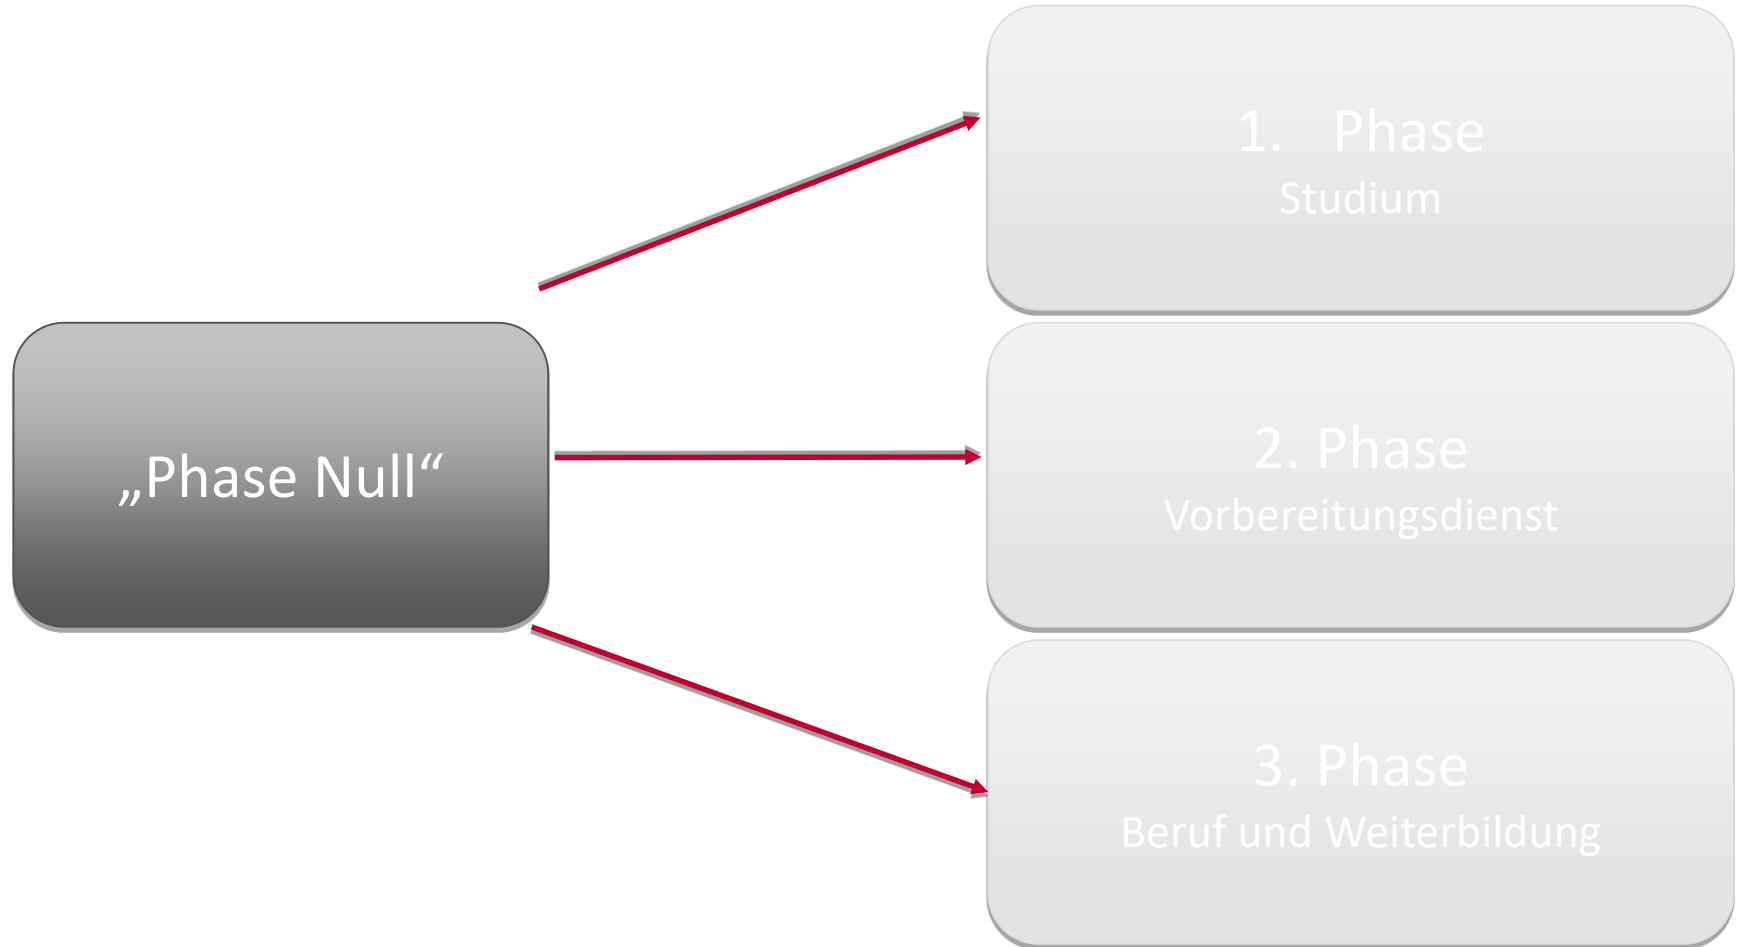 1. Phase
Studium
„Phase Null“
2. Phase
Vorbereitungsdienst
3. Phase
Beruf und Weiterbildung